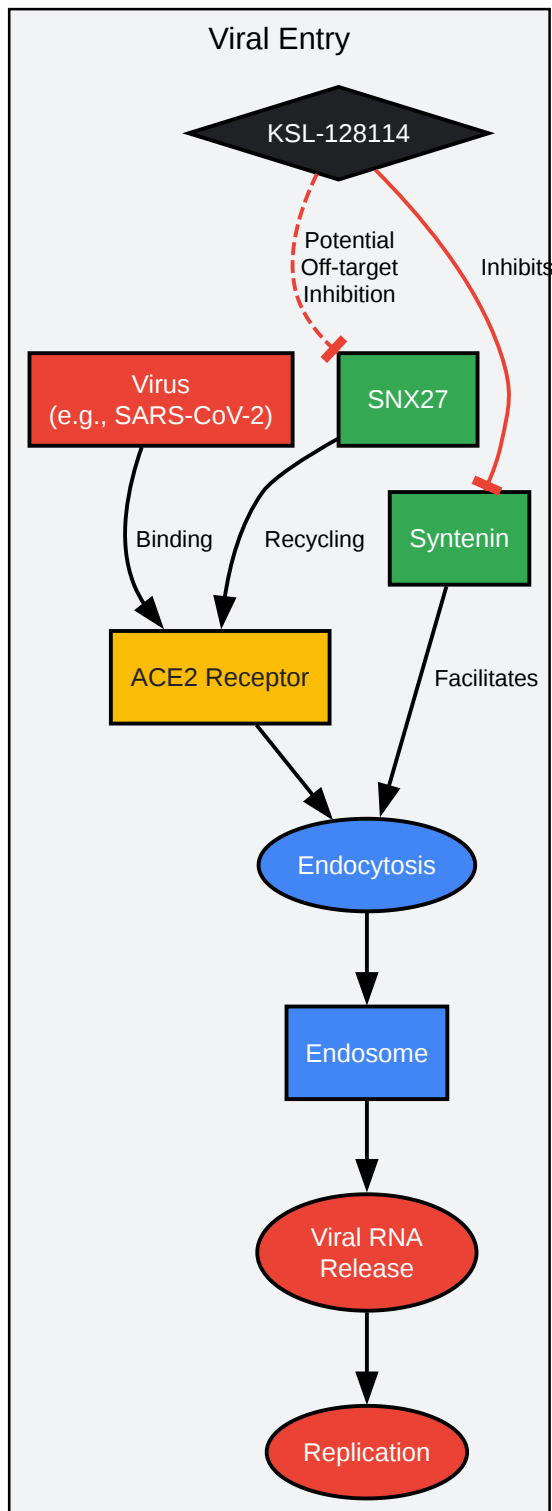 Viral Entry
KSL-128114
Potential
Off-target
Inhibition
Inhibits
Virus
(e.g., SARS-CoV-2)
SNX27
Syntenin
Binding
Recycling
ACE2 Receptor
Facilitates
Endocytosis
Endosome
Viral RNA
Release
Replication